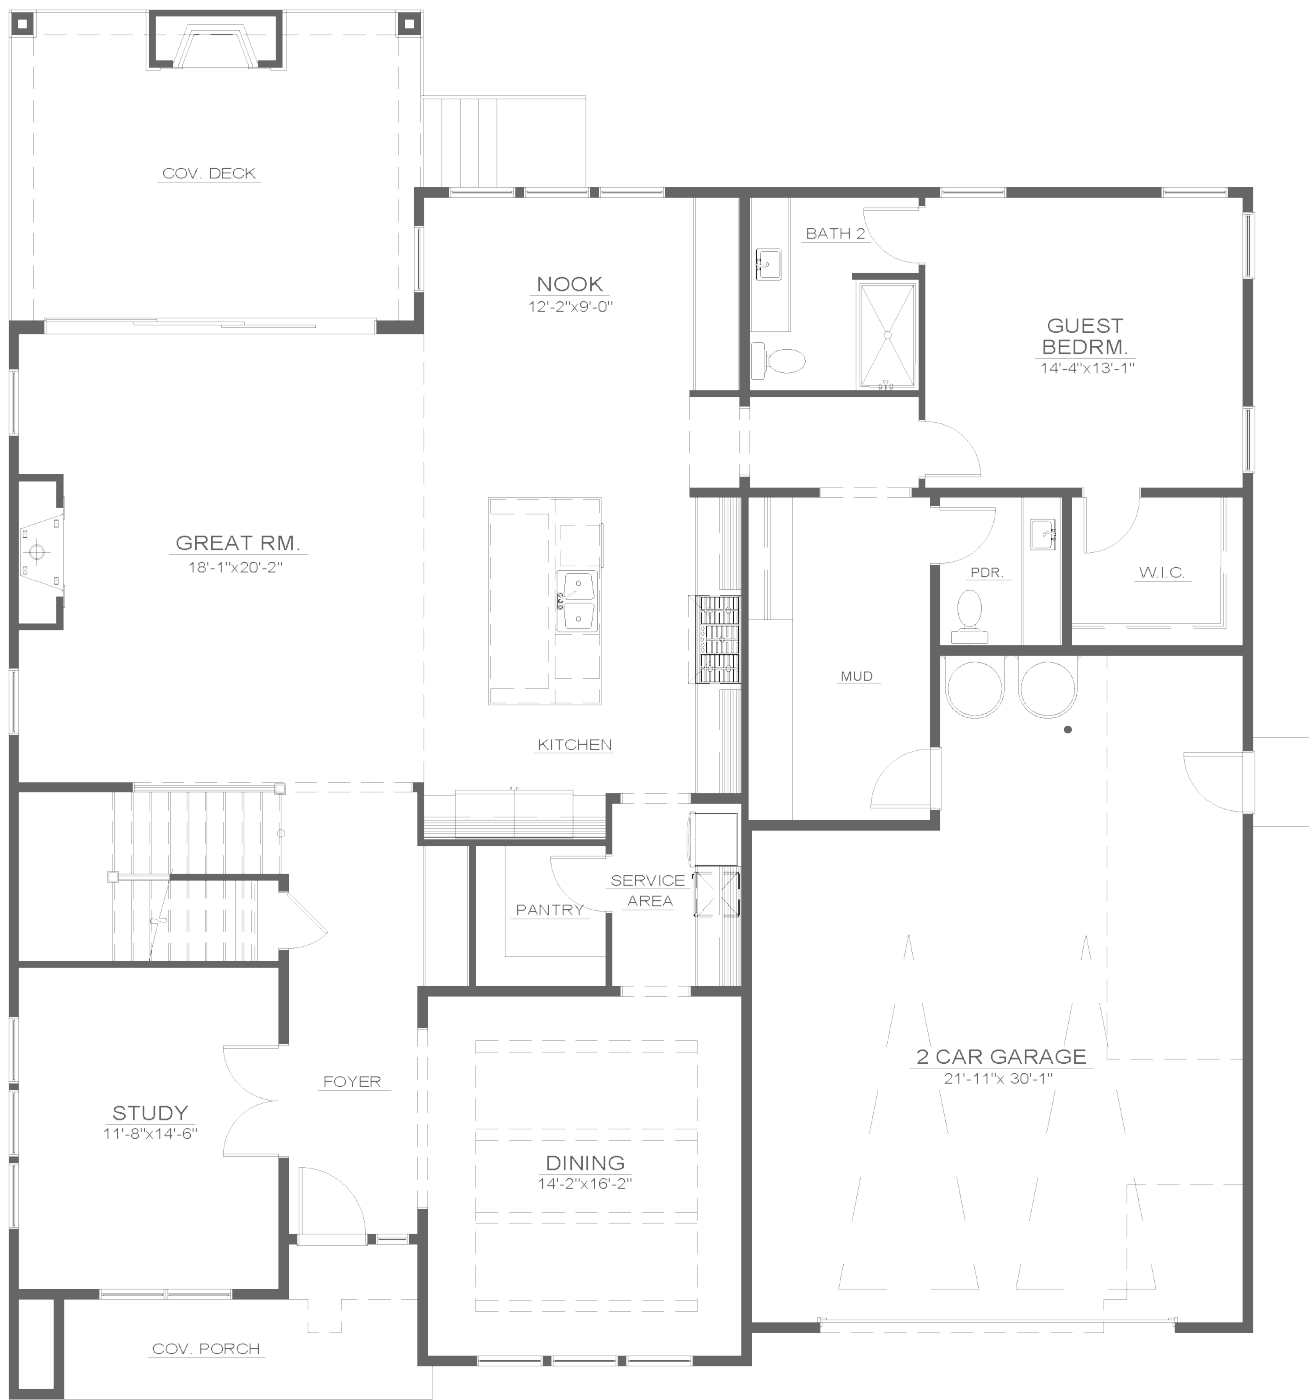 COV. DECK
BATH 2
NOOK
12'-2"x9'-0"
GUEST
BEDRM.
14'-4"x13'-1"
GREAT RM.
18'-1"x20'-2"
PDR.
W.I.C.
MUD
KITCHEN
SERVICE
AREA
PANTRY
2 CAR GARAGE
21'-11"x 30'-1"
FOYER
STUDY
11'-8"x14'-6"
DINING
14'-2"x16'-2"
COV. PORCH